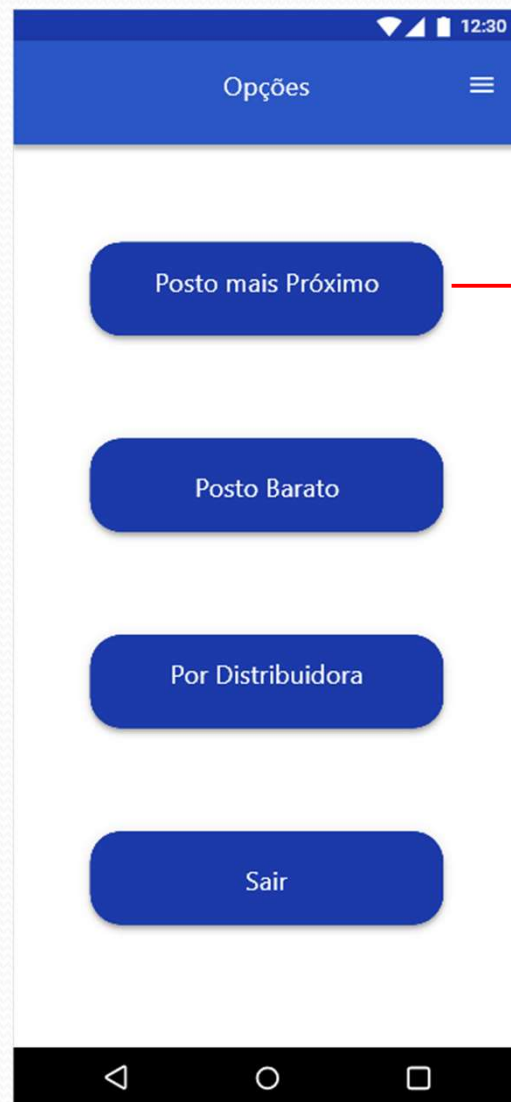 12:30
Opções
Posto mais Próximo
Posto Barato
Por Distribuidora
Sair